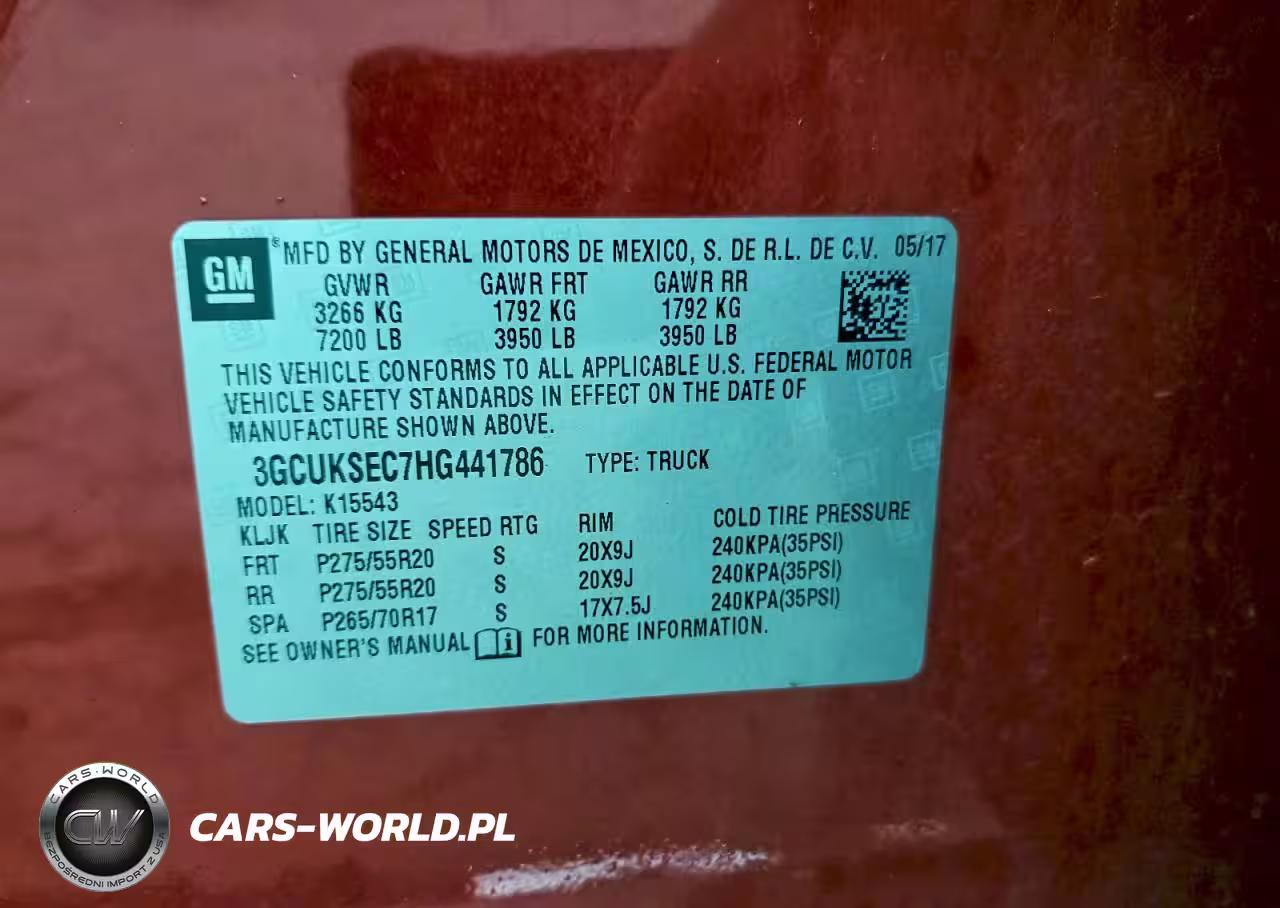 GM
® MFD BY GENERAL MOTORS DE MEXICO, S. DE R.L. DE C.V. 05/17
GVWR GAWR FRT GAWR RR
3266 KG 1792 KG 1792 KG
7200 LB 3950 LB 3950 LB
THIS VEHICLE CONFORMS TO ALL APPLICABLE U.S. FEDERAL MOTOR
VEHICLE SAFETY STANDARDS IN EFFECT ON THE DATE OF
MANUFACTURE SHOWN ABOVE.
3GCUKSEC7HG441786 TYPE: TRUCK
MODEL: K15543
KLJK TIRE SIZE SPEED RTG RIM COLD TIRE PRESSURE
FRT P275/55R20 S 20X9J 240KPA(35PSI)
RR P275/55R20 S 20X9J 240KPA(35PSI)
SPA P265/70R17 S 17X7.5J 240KPA(35PSI)
SEE OWNER'S MANUAL i FOR MORE INFORMATION.
CARS-WORLD
CW
BEZPOŚREDNI IMPORT Z USA
CARS-WORLD.PL